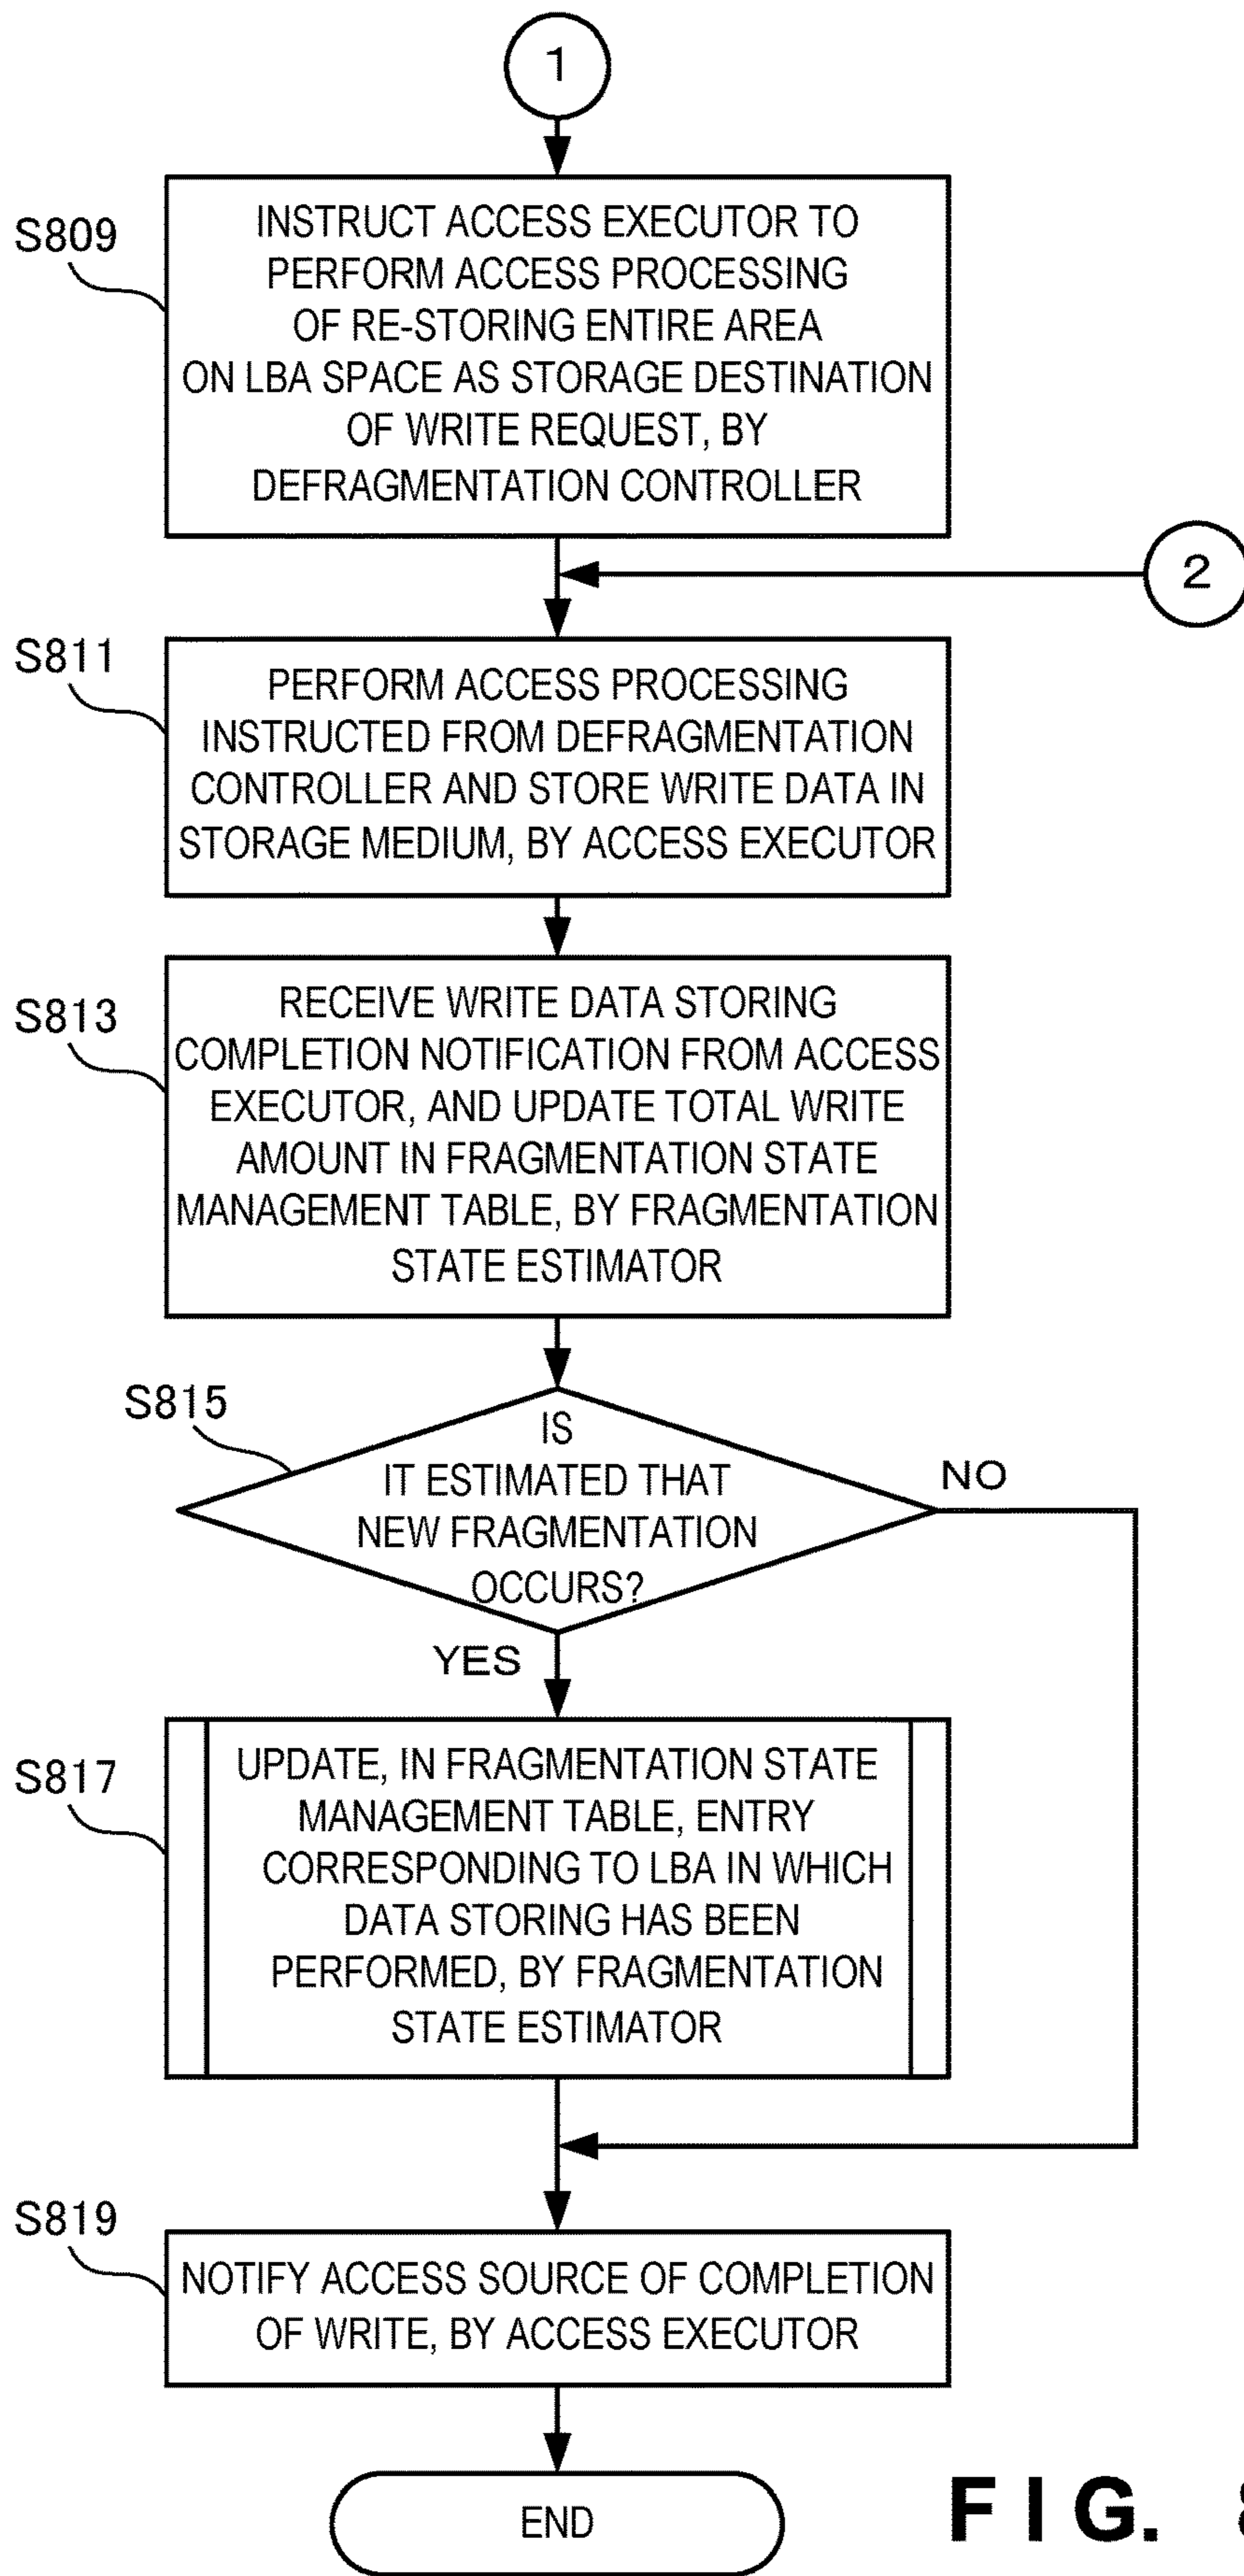 1
S809
INSTRUCT ACCESS EXECUTOR TO
PERFORM ACCESS PROCESSING
OF RE-STORING ENTIRE AREA
ON LBA SPACE AS STORAGE DESTINATION
OF WRITE REQUEST, BY
DEFRAGMENTATION CONTROLLER
2
S811
PERFORM ACCESS PROCESSING
INSTRUCTED FROM DEFRAGMENTATION
CONTROLLER AND STORE WRITE DATA IN
STORAGE MEDIUM, BY ACCESS EXECUTOR
S813
RECEIVE WRITE DATA STORING
COMPLETION NOTIFICATION FROM ACCESS
EXECUTOR, AND UPDATE TOTAL WRITE
AMOUNT IN FRAGMENTATION STATE
MANAGEMENT TABLE, BY FRAGMENTATION
STATE ESTIMATOR
S815
IS
IT ESTIMATED THAT
NEW FRAGMENTATION
OCCURS?
NO
YES
S817
UPDATE, IN FRAGMENTATION STATE
MANAGEMENT TABLE, ENTRY
CORRESPONDING TO LBA IN WHICH
DATA STORING HAS BEEN
PERFORMED, BY FRAGMENTATION
STATE ESTIMATOR
S819
NOTIFY ACCESS SOURCE OF COMPLETION
OF WRITE, BY ACCESS EXECUTOR
END
FIG.